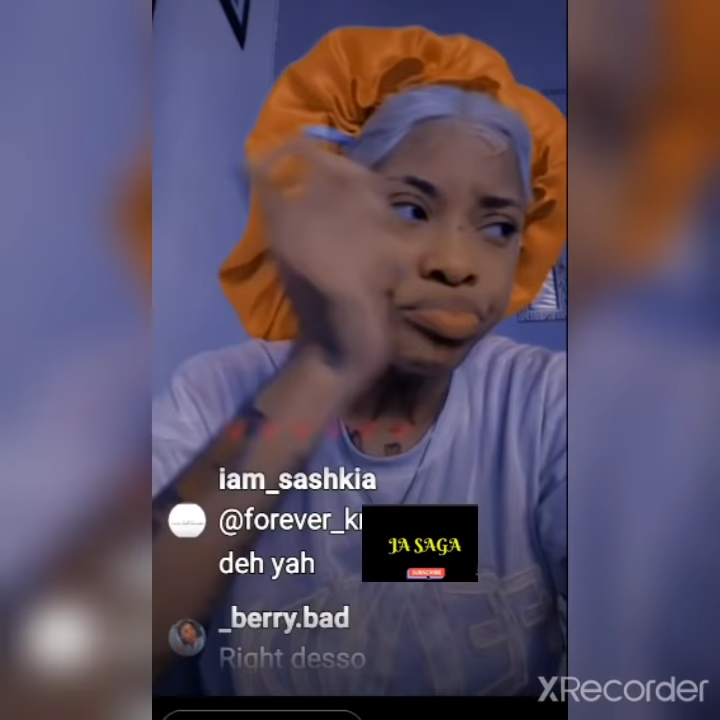 iam_sashkia
@forever_k
deh yah
JA SAGA
SUBSCRIBE
_berry.bad
Right desso
XRecorder